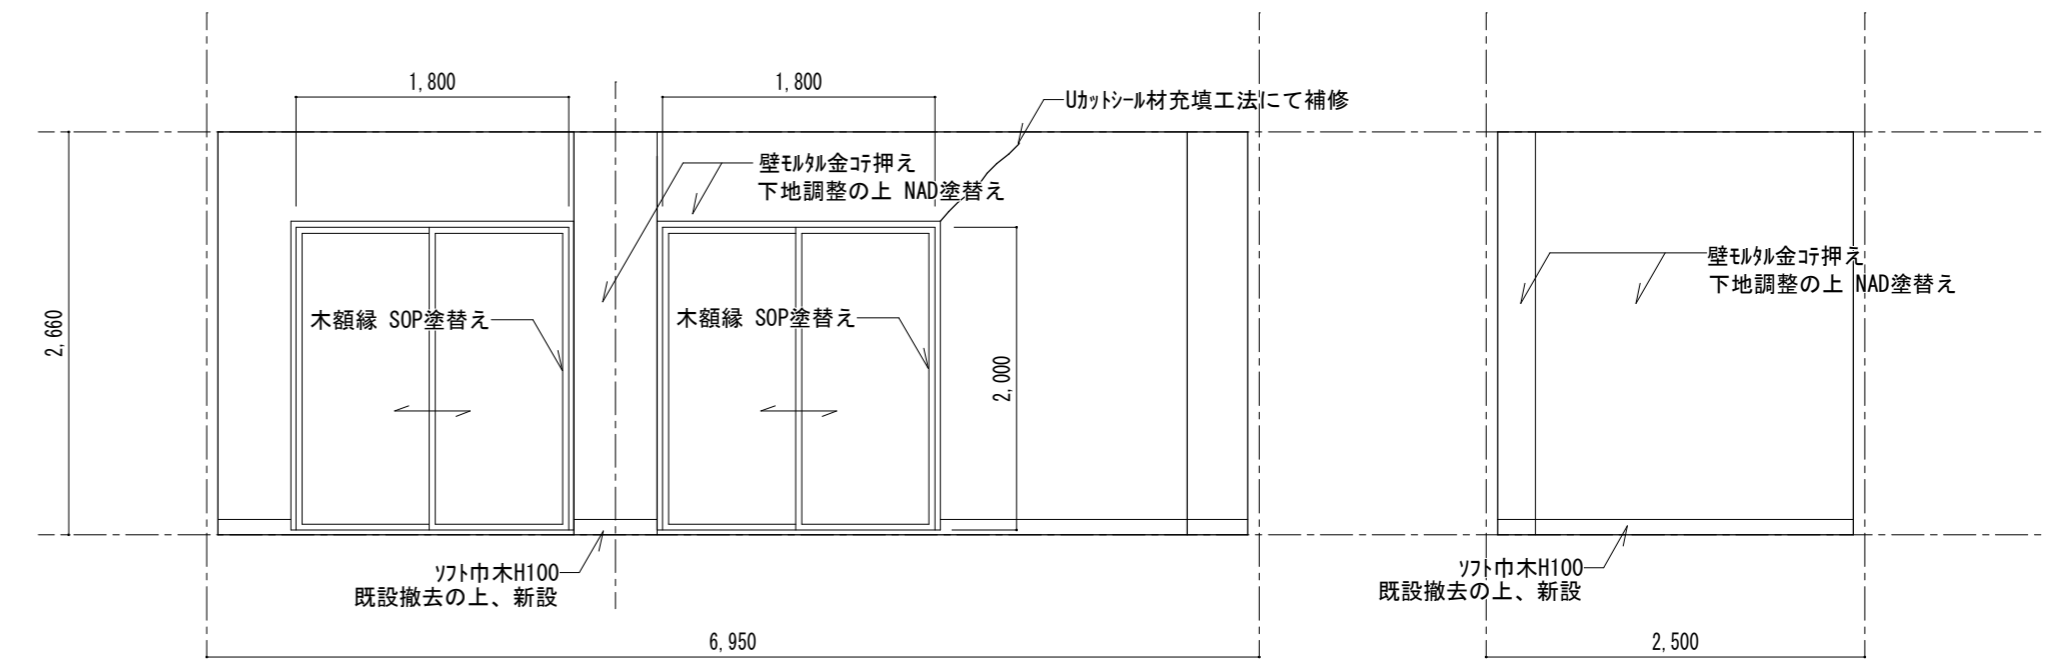 1,800
1,800
Uｶｯﾄｼｰﾙ材充填工法にて補修
壁ﾓﾙﾀﾙ金ｺﾃ押え
下地調整の上 NAD塗替え
壁ﾓﾙﾀﾙ金ｺﾃ押え
下地調整の上 NAD塗替え
2,660
木額縁 SOP塗替え
木額縁 SOP塗替え
2,000
ｿﾌﾄ巾木H100
既設撤去の上、新設
ｿﾌﾄ巾木H100
既設撤去の上、新設
6,950
2,500